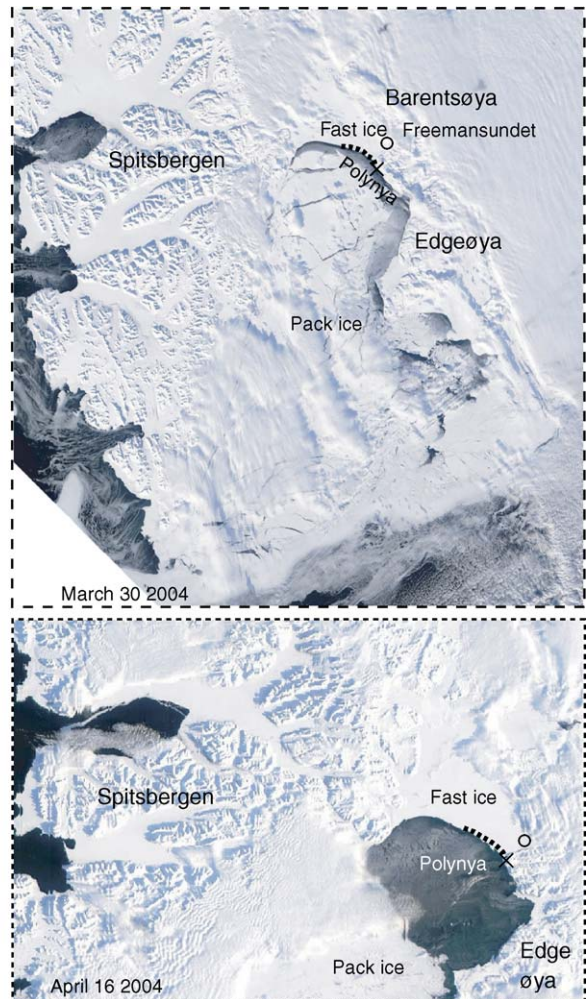 Barentsøya
Fast ice Freemansundet
Spitsbergen
Polynya
Edgeøya
Pack ice
March 30 2004
Spitsbergen
Fast ice
Polynya
Pack ice
Edge
øya
April 16 2004